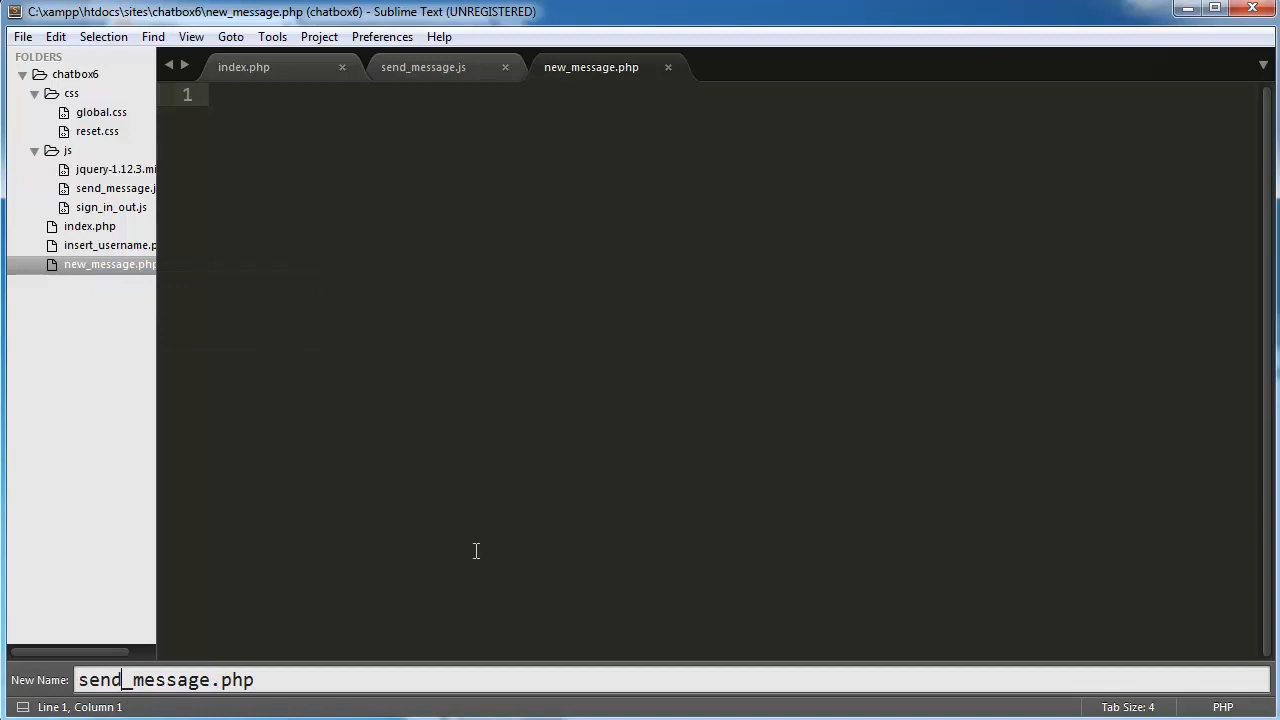 C:\xampp\htdocs\sites\chatbox6\new_message.php (chatbox6) - Sublime Text (UNREGISTERED)
File Edit Selection Find View Goto Tools Project Preferences Help
FOLDERS
chatbox6
css
global.css
reset.css
js
jquery-1.12.3.mi
send_message.j
sign_in_out.js
index.php
insert_username.p
new_message.php
index.php send_message.js new_message.php
1
New Name: send_message.php
Line 1, Column 1 Tab Size: 4 PHP